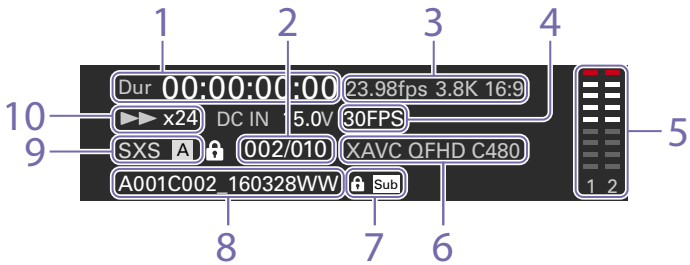 1 2 3 4
Dur 00:00:00:00 23.98fps 3.8K 16:9
10 x24 DC IN 15.0V 30FPS 5
9 SXS A 002/010 XAVC QFHD C480
A001C002_160328WW Sub 1 2
8 7 6